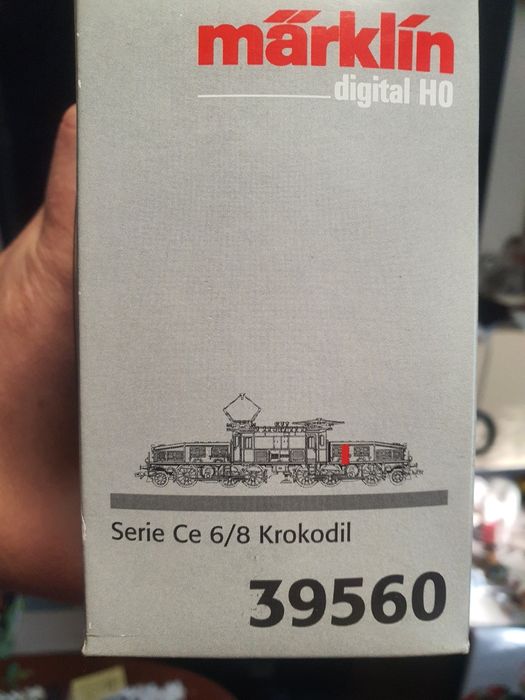 märklin
digital H0
Serie Ce 6/8 Krokodil
39560